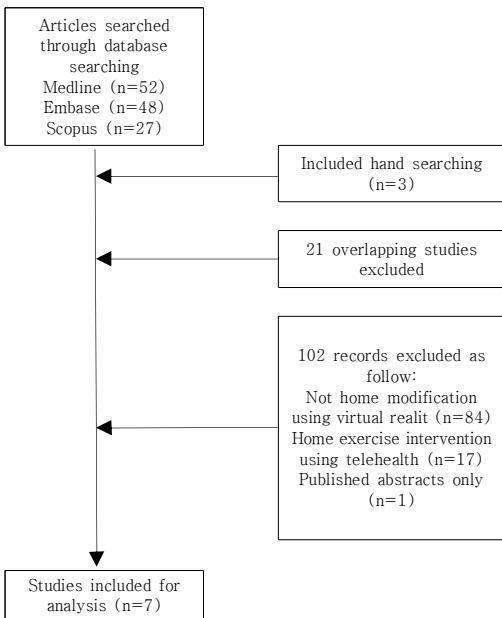 Articles searched
through database
searching
Medline (n=52)
Embase (n=48)
Scopus (n=27)
Included hand searching
(n=3)
21 overlapping studies
excluded
102 records excluded as
follow:
Not home modification
using virtual realit (n=84)
Home exercise intervention
using telehealth (n=17)
Published abstracts only
(n=1)
Studies included for
analysis (n=7)